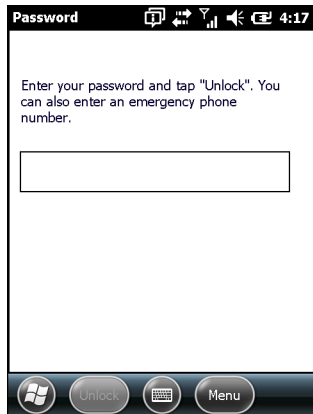 Password 4:17
Enter your password and tap "Unlock". You
can also enter an emergency phone
number.
Unlock Menu